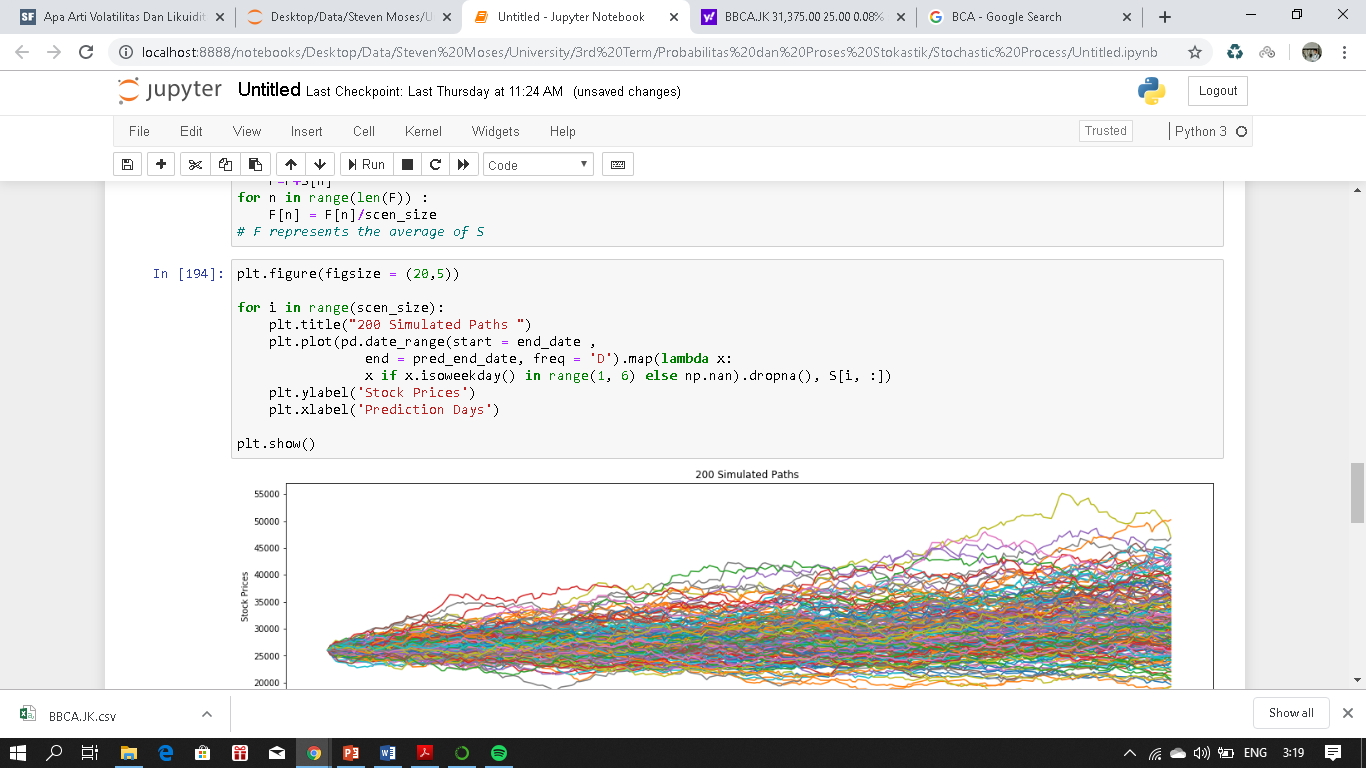 Apa Arti Volatilitas Dan Likuidit
Desktop/Data/Steven Moses/U
Untitled - Jupyter Notebook
BBCA.JK 31,375.00 25.00 0.08%
BCA - Google Search
localhost:8888/notebooks/Desktop/Data/Steven%20Moses/University/3rd%20Term/Probabilitas%20dan%20Proses%20Stokastik/Stochastic%20Process/Untitled.ipynb
jupyter Untitled Last Checkpoint: Last Thursday at 11:24 AM (unsaved changes)
Logout
File Edit View Insert Cell Kernel Widgets Help
Trusted
Python 3
Run
Code
for n in range(len(F)) :
F[n] = F[n]/scen_size
# F represents the average of S
In [194]:
plt.figure(figsize = (20,5))
for i in range(scen_size):
plt.title("200 Simulated Paths ")
plt.plot(pd.date_range(start = end_date ,
end = pred_end_date, freq = 'D').map(lambda x:
x if x.isoweekday() in range(1, 6) else np.nan).dropna(), S[i, :])
plt.ylabel('Stock Prices')
plt.xlabel('Prediction Days')
plt.show()
200 Simulated Paths
55000
50000
45000
40000
35000
30000
25000
20000
Stock Prices
BBCA.JK.csv
Show all
ENG 3:19